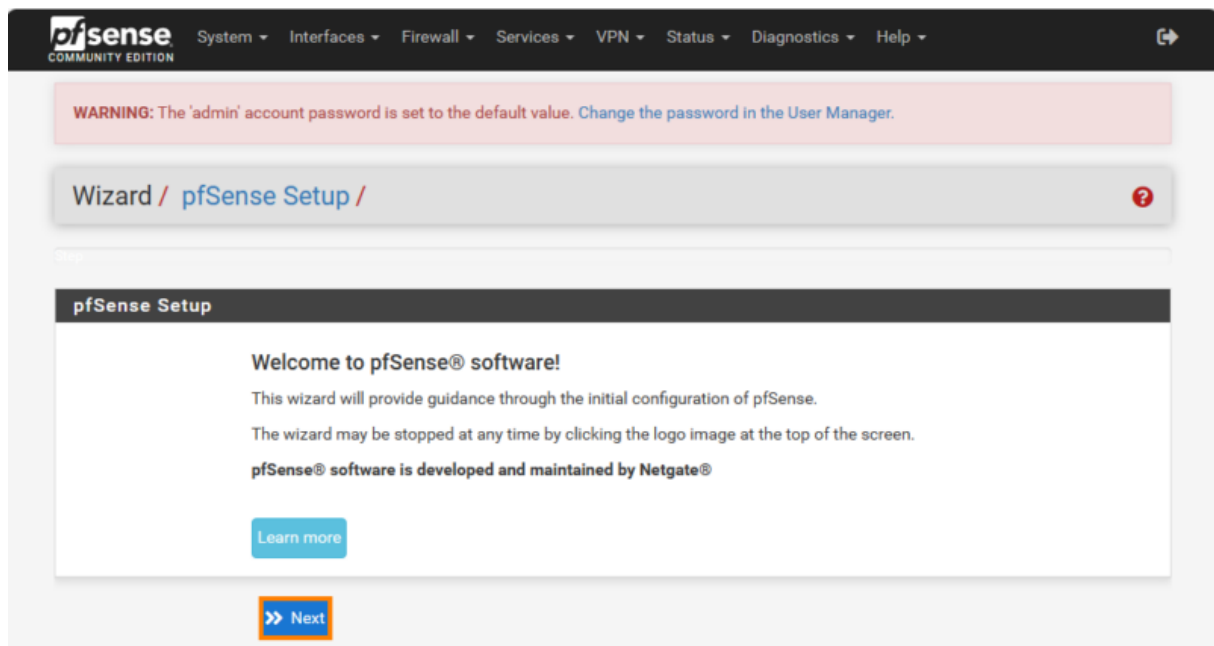 pfsense System Interfaces Firewall Services VPN Status Diagnostics Help
COMMUNITY EDITION
WARNING: The 'admin' account password is set to the default value. Change the password in the User Manager.
Wizard / pfSense Setup /
Step
pfSense Setup
Welcome to pfSense® software!
This wizard will provide guidance through the initial configuration of pfSense.
The wizard may be stopped at any time by clicking the logo image at the top of the screen.
pfSense® software is developed and maintained by Netgate®
Learn more
Next